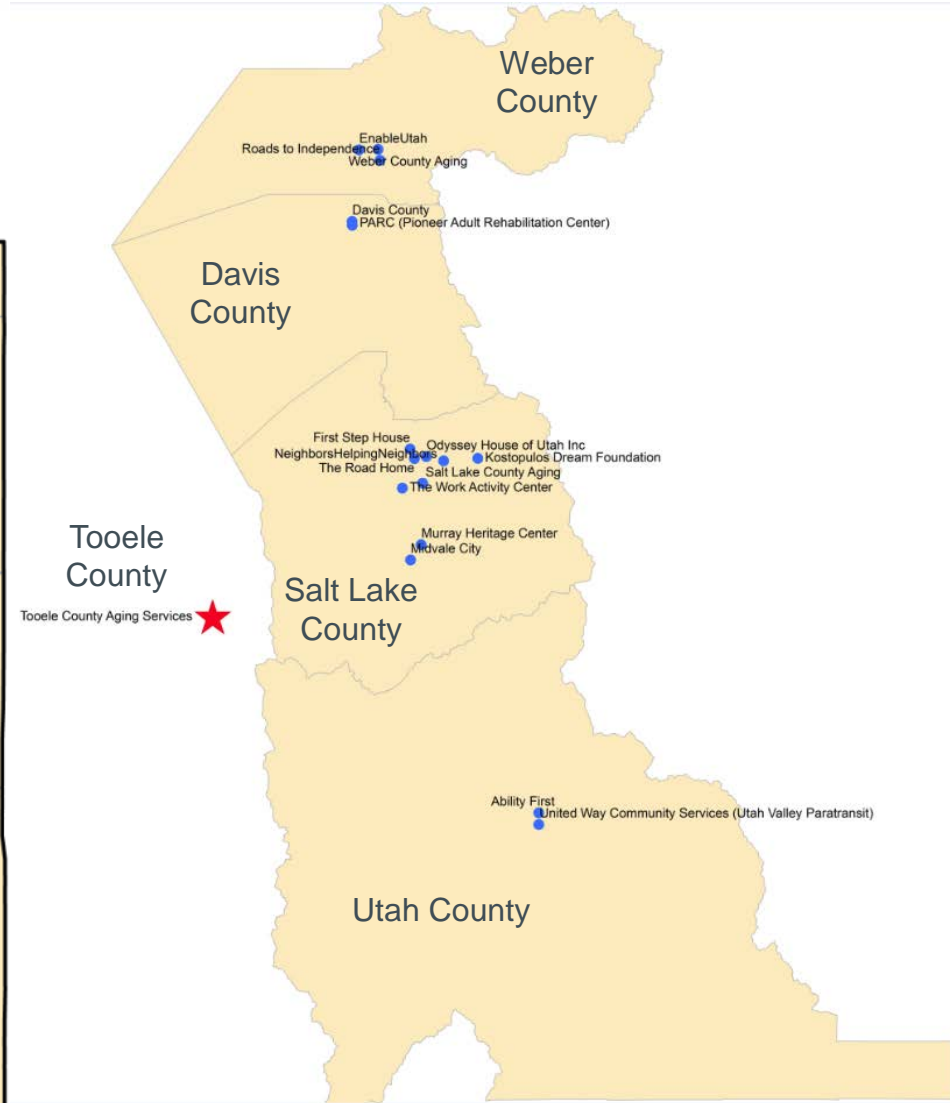 Weber
County
EnableUtah
Roads to Independence
Weber County Aging
Davis County
PARC (Pioneer Adult Rehabilitation Center)
Davis
County
First Step House
Odyssey House of Utah Inc
NeighborsHelpingNeighbors
Kostopulos Dream Foundation
The Road Home
Salt Lake County Aging
The Work Activity Center
Murray Heritage Center
Midvale City
Tooele
County
Salt Lake
County
Tooele County Aging Services
Ability First
United Way Community Services (Utah Valley Paratransit)
Utah County